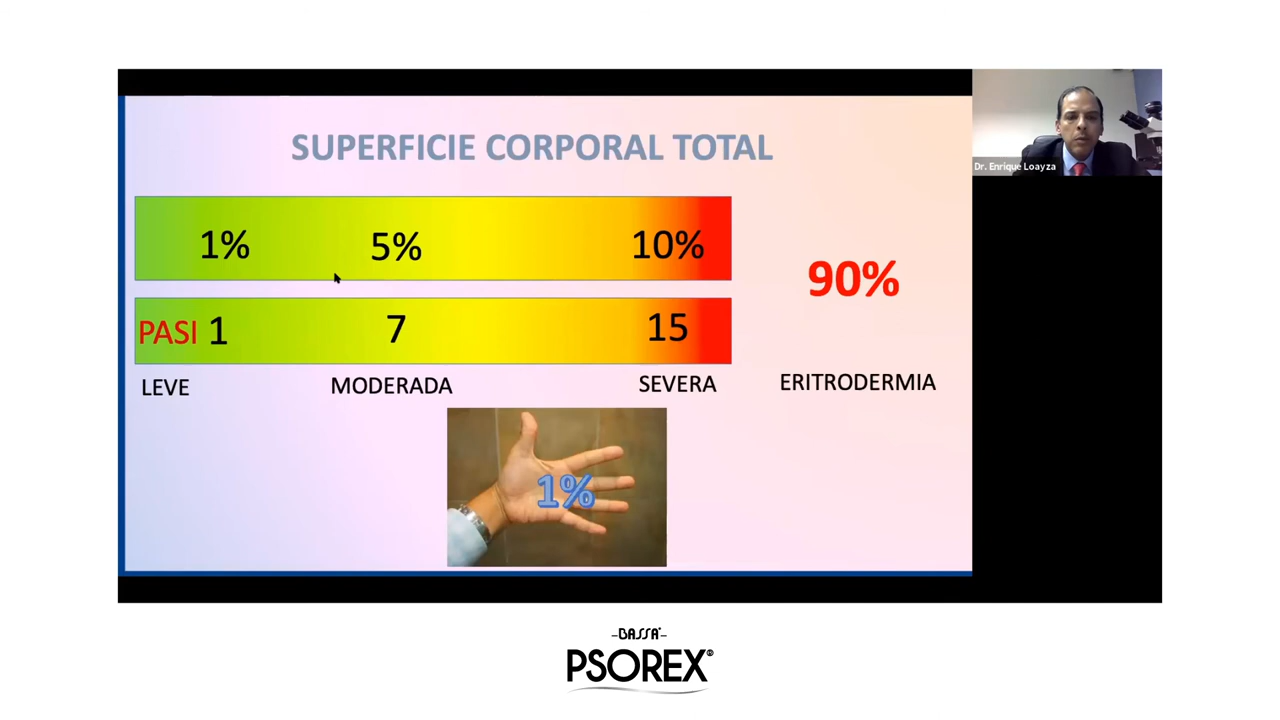 SUPERFICIE CORPORAL TOTAL
Dr. Enrique Loayza
1% 5% 10%
90%
PASI 1 7 15
LEVE MODERADA SEVERA ERITRODERMIA
1%
BASSA
PSOREX®